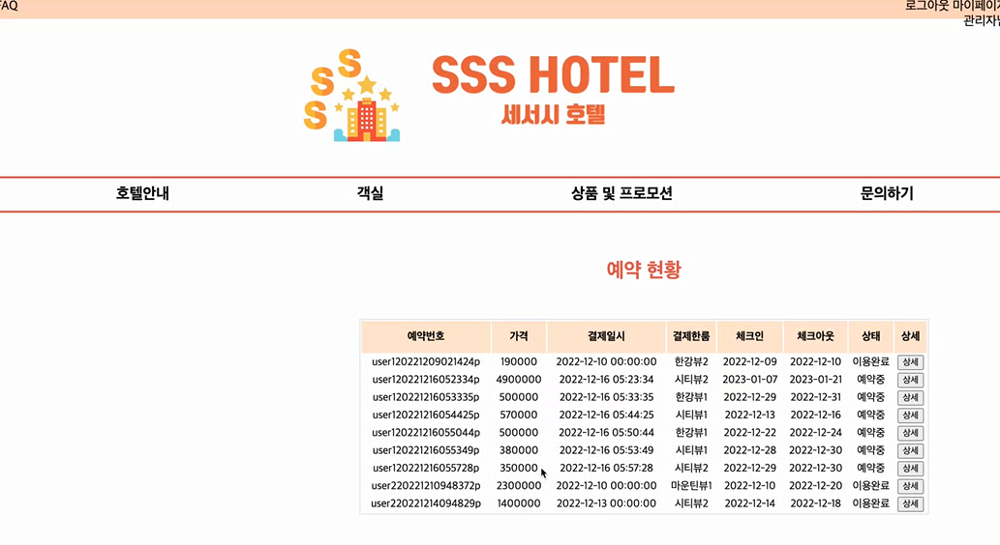 FAQ
로그아웃 마이페이지
관리자님
S
S
S
SSS HOTEL
세서시 호텔
호텔안내 객실 상품 및 프로모션 문의하기
예약 현황
예약번호 가격 결제일시 결제한룸 체크인 체크아웃 상태 상세
user120221209021424p 190000 2022-12-10 00:00:00 한강뷰2 2022-12-09 2022-12-10 이용완료 상세
user120221216052334p 4900000 2022-12-16 05:23:34 시티뷰2 2023-01-07 2023-01-21 예약중 상세
user120221216053335p 500000 2022-12-16 05:33:35 한강뷰1 2022-12-29 2022-12-31 예약중 상세
user120221216054425p 570000 2022-12-16 05:44:25 시티뷰1 2022-12-13 2022-12-16 예약중 상세
user120221216055044p 500000 2022-12-16 05:50:44 한강뷰1 2022-12-22 2022-12-24 예약중 상세
user120221216055349p 380000 2022-12-16 05:53:49 시티뷰1 2022-12-28 2022-12-30 예약중 상세
user120221216055728p 350000 2022-12-16 05:57:28 시티뷰2 2022-12-29 2022-12-30 예약중 상세
user220221210948372p 2300000 2022-12-10 00:00:00 마운틴뷰1 2022-12-10 2022-12-20 이용완료 상세
user220221214094829p 1400000 2022-12-13 00:00:00 시티뷰2 2022-12-14 2022-12-18 이용완료 상세